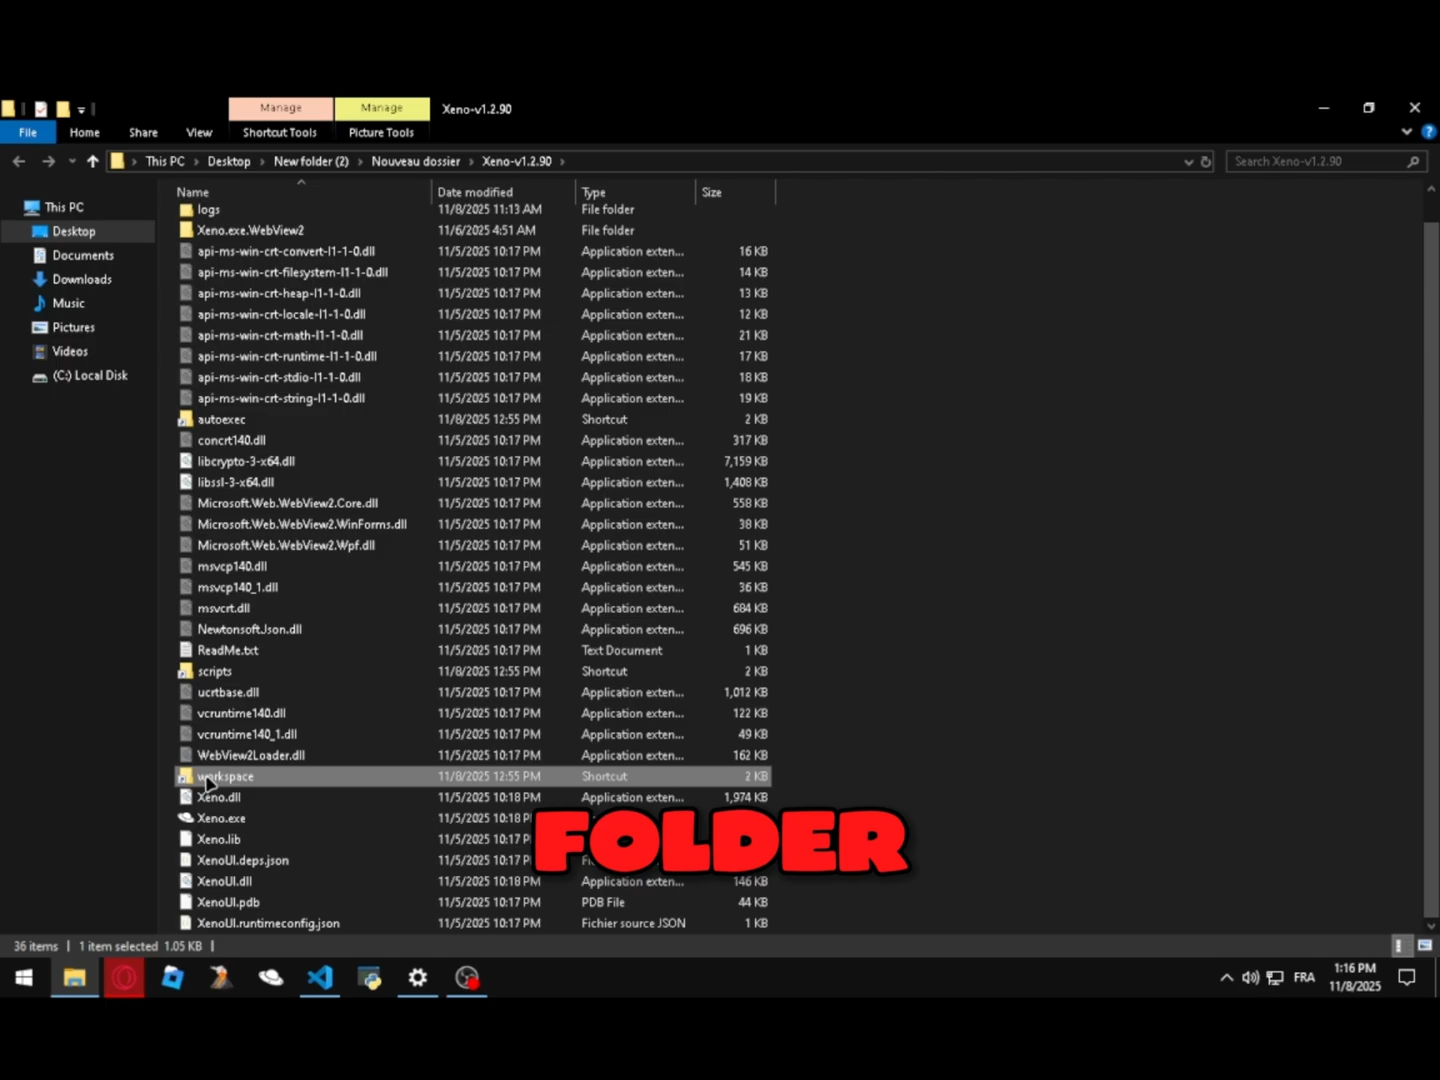 Manage Manage Xeno-v1.2.90
File Home Share View Shortcut Tools Picture Tools
This PC Desktop New folder (2) Nouveau dossier Xeno-v1.2.90 Search Xeno-v1.2.90
Name Date modified Type Size
This PC
Desktop
Documents
Downloads
Music
Pictures
Videos
(C:) Local Disk
logs 11/8/2025 11:13 AM File folder
Xeno.exe.WebView2 11/6/2025 4:51 AM File folder
api-ms-win-crt-convert-l1-1-0.dll 11/5/2025 10:17 PM Application exten... 16 KB
api-ms-win-crt-filesystem-l1-1-0.dll 11/5/2025 10:17 PM Application exten... 14 KB
api-ms-win-crt-heap-l1-1-0.dll 11/5/2025 10:17 PM Application exten... 13 KB
api-ms-win-crt-locale-l1-1-0.dll 11/5/2025 10:17 PM Application exten... 12 KB
api-ms-win-crt-math-l1-1-0.dll 11/5/2025 10:17 PM Application exten... 21 KB
api-ms-win-crt-runtime-l1-1-0.dll 11/5/2025 10:17 PM Application exten... 17 KB
api-ms-win-crt-stdio-l1-1-0.dll 11/5/2025 10:17 PM Application exten... 18 KB
api-ms-win-crt-string-l1-1-0.dll 11/5/2025 10:17 PM Application exten... 19 KB
autoexec 11/8/2025 12:55 PM Shortcut 2 KB
concrt140.dll 11/5/2025 10:17 PM Application exten... 317 KB
libcrypto-3-x64.dll 11/5/2025 10:17 PM Application exten... 7,159 KB
libssl-3-x64.dll 11/5/2025 10:17 PM Application exten... 1,408 KB
Microsoft.Web.WebView2.Core.dll 11/5/2025 10:17 PM Application exten... 558 KB
Microsoft.Web.WebView2.WinForms.dll 11/5/2025 10:17 PM Application exten... 38 KB
Microsoft.Web.WebView2.Wpf.dll 11/5/2025 10:17 PM Application exten... 51 KB
msvcp140.dll 11/5/2025 10:17 PM Application exten... 545 KB
msvcp140_1.dll 11/5/2025 10:17 PM Application exten... 36 KB
msvcrt.dll 11/5/2025 10:17 PM Application exten... 684 KB
Newtonsoft.Json.dll 11/5/2025 10:17 PM Application exten... 696 KB
ReadMe.txt 11/5/2025 10:17 PM Text Document 1 KB
scripts 11/8/2025 12:55 PM Shortcut 2 KB
ucrtbase.dll 11/5/2025 10:17 PM Application exten... 1,012 KB
vcruntime140.dll 11/5/2025 10:17 PM Application exten... 122 KB
vcruntime140_1.dll 11/5/2025 10:17 PM Application exten... 49 KB
WebView2Loader.dll 11/5/2025 10:17 PM Application exten... 162 KB
workspace 11/8/2025 12:55 PM Shortcut 2 KB
Xeno.dll 11/5/2025 10:18 PM Application exten... 1,974 KB
Xeno.exe 11/5/2025 10:18
Xeno.lib 11/5/2025 10:17
FOLDER
XenoUI.deps.json 11/5/2025 10:17
XenoUI.dll 11/5/2025 10:18 PM Application exten... 146 KB
XenoUI.pdb 11/5/2025 10:17 PM PDB File 44 KB
XenoUI.runtimeconfig.json 11/5/2025 10:17 PM Fichier source JSON 1 KB
36 items 1 item selected 1.05 KB
FRA 1:16 PM
11/8/2025